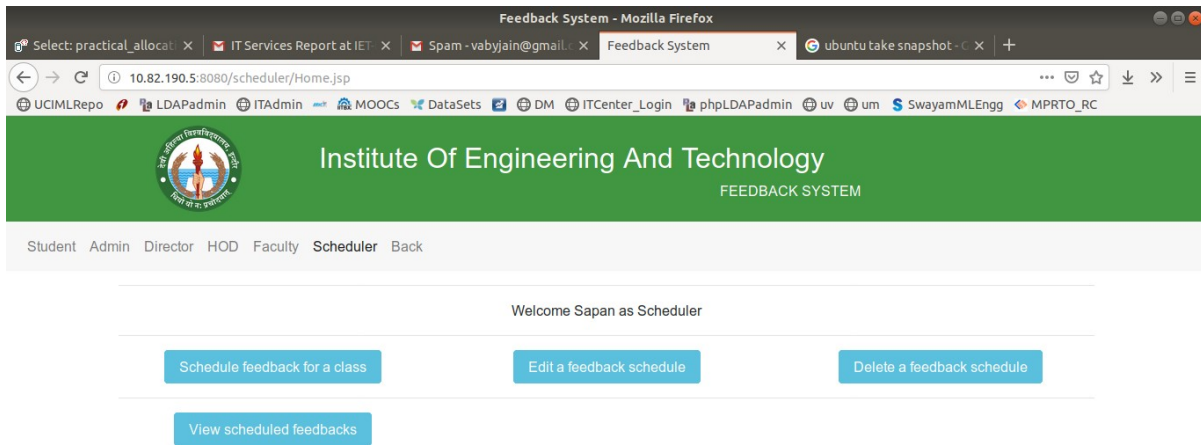 Feedback System - Mozilla Firefox
Select: practical_allocati
IT Services Report at IET-
Spam - vabyjain@gmail.c
Feedback System
ubuntu take snapshot - G
10.82.190.5:8080/scheduler/Home.jsp
UCIMLRepo LDAPadmin ITAdmin MOOCs DataSets DM ITCenter_Login phpLDAPadmin uv um SwayamMLEngg MPRTO_RC
Institute Of Engineering And Technology
FEEDBACK SYSTEM
Student Admin Director HOD Faculty Scheduler Back
Welcome Sapan as Scheduler
Schedule feedback for a class
Edit a feedback schedule
Delete a feedback schedule
View scheduled feedbacks